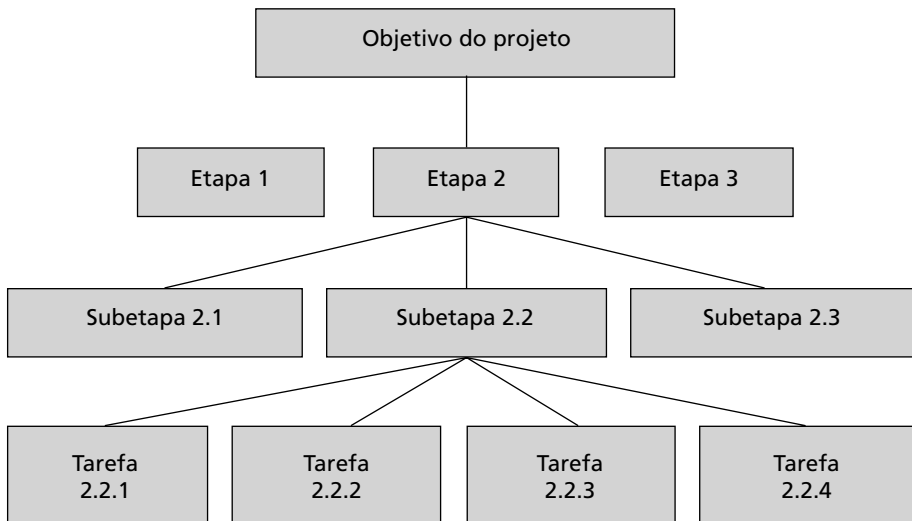 Objetivo do projeto
Etapa 1
Etapa 2
Etapa 3
Subetapa 2.1
Subetapa 2.2
Subetapa 2.3
Tarefa
2.2.1
Tarefa
2.2.2
Tarefa
2.2.3
Tarefa
2.2.4